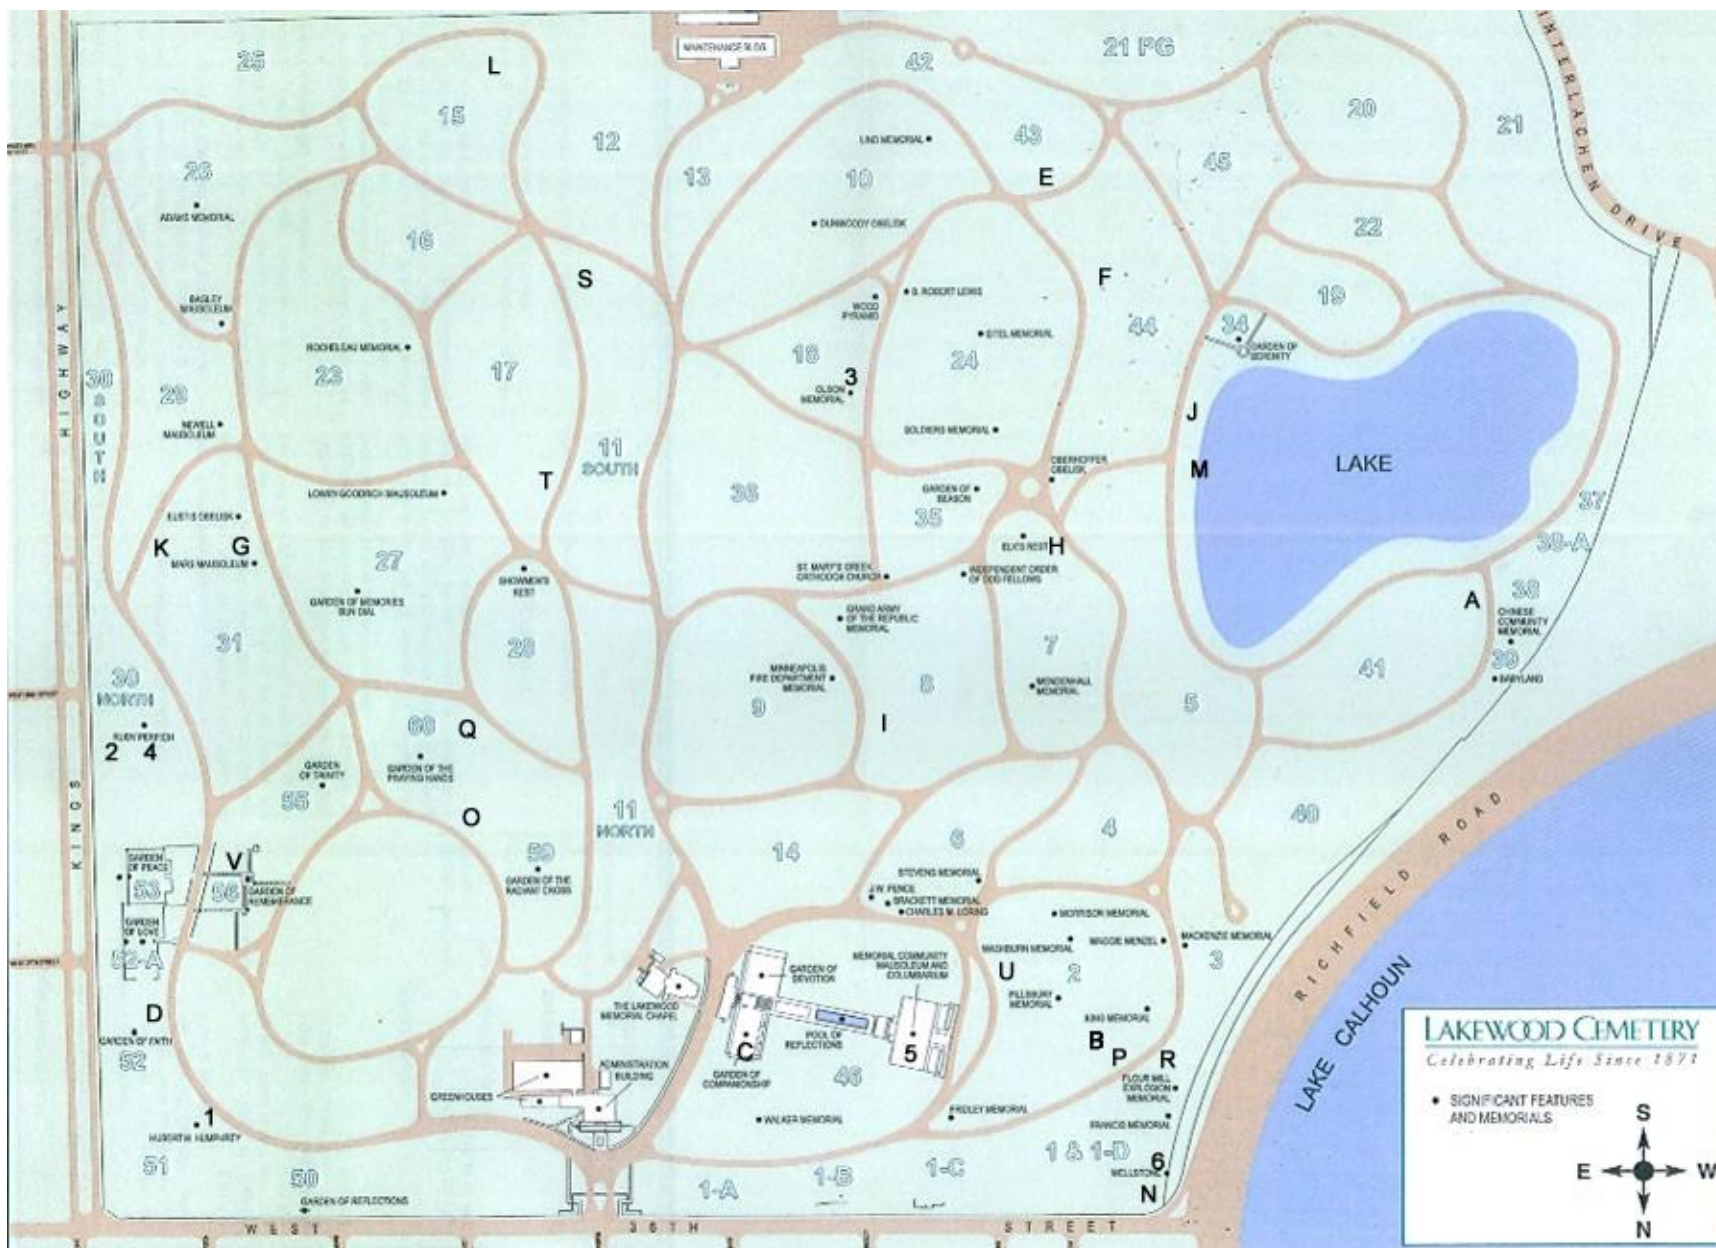 25
L
MAINTENANCE BLDG.
42
21 PG
INTERLACHEN DRIVE
15
12
13
LIND MEMORIAL
43
20
21
10
E
45
26
ADAMS MEMORIAL
16
DUNWOODY OBELISK
22
S
F
BAGLEY
MAUSOLEUM
WOOD
PYRAMID
B. ROBERT LEWIS
19
HIGHWAY
ROCHELEAU MEMORIAL
EITEL MEMORIAL
44
34
GARDEN OF
SERENITY
30
SOUTH
29
23
17
18
3
OLSON
MEMORIAL
24
J
NEWELL
MAUSOLEUM
SOLDIERS MEMORIAL
11
SOUTH
T
OBERHOFFER
OBELISK
M
LAKE
LOWRY GOODRICH MAUSOLEUM
36
GARDEN OF
SEASON
35
37
EUSTIS OBELISK
K
G
MARS MAUSOLEUM
27
SHOWMEN'S
REST
ELKS REST
H
ST. MARY'S GREEK
ORTHODOX CHURCH
INDEPENDENT ORDER
OF ODD FELLOWS
38-A
38
A
GARDEN OF MEMORIES
SUN DIAL
GRAND ARMY
OF THE REPUBLIC
MEMORIAL
CHINESE
COMMUNITY
MEMORIAL
31
28
7
39
BABYLAND
30
NORTH
MINNEAPOLIS
FIRE DEPARTMENT
MEMORIAL
9
8
MENDENHALL
MEMORIAL
5
41
RUDY PERPICH
2
4
60
Q
I
GARDEN OF THE
PRAYING HANDS
GARDEN
OF TRINITY
55
O
11
NORTH
KINGS
14
6
4
40
RICHFIELD ROAD
GARDEN
OF PEACE
53
V
56
GARDEN OF
REMEMBRANCE
59
GARDEN OF THE
RADIANT CROSS
STEVENS MEMORIAL
J.W. PENCE
BRACKETT MEMORIAL
CHARLES M. LORING
MORRISON MEMORIAL
GARDEN
OF LOVE
52-A
WASHBURN MEMORIAL
MAGGIE MENZEL
MACKENZIE MEMORIAL
3
2
U
GARDEN OF
DEVOTION
MEMORIAL COMMUNITY
MAUSOLEUM AND
COLUMBARIUM
THE LAKEWOOD
MEMORIAL CHAPEL
PILLSBURY
MEMORIAL
KING MEMORIAL
D
GARDEN OF FAITH
52
POOL OF
REFLECTIONS
C
5
B
P
R
LAKE CALHOUN
GARDEN OF
COMPANIONSHIP
46
ADMINISTRATION
BUILDING
GREENHOUSES
FLOUR MILL
EXPLOSION
MEMORIAL
1
HUBERT H. HUMPHREY
WALKER MEMORIAL
FRIDLEY MEMORIAL
FRANCIS MEMORIAL
51
50
1-A
1-B
1-C
1 & 1-D
6
WELLSTONE
N
GARDEN OF REFLECTIONS
WEST 36TH STREET
LAKEWOOD CEMETERY
Celebrating Life Since 1871
SIGNIFICANT FEATURES
AND MEMORIALS
S
E
W
N